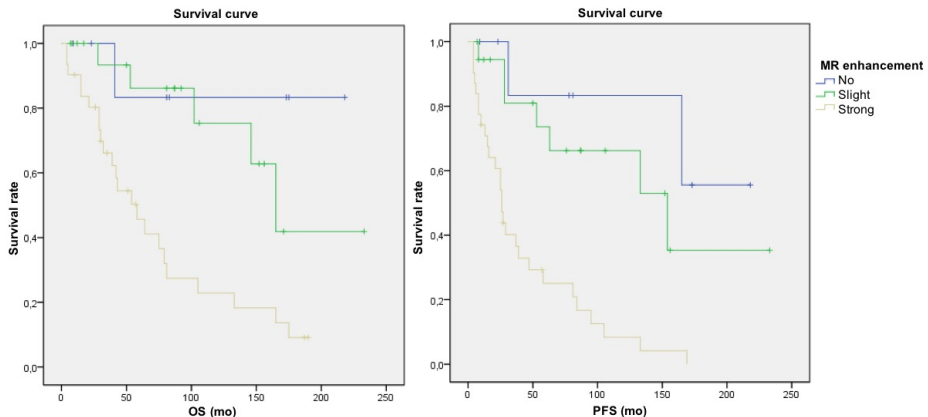 Survival curve
Survival rate
1,0
0,8
0,6
0,4
0,2
0,0
0 50 100 150 200 250
OS (mo)
Survival curve
Survival rate
1,0
0,8
0,6
0,4
0,2
0,0
0 50 100 150 200 250
PFS (mo)
MR enhancement
No
Slight
Strong